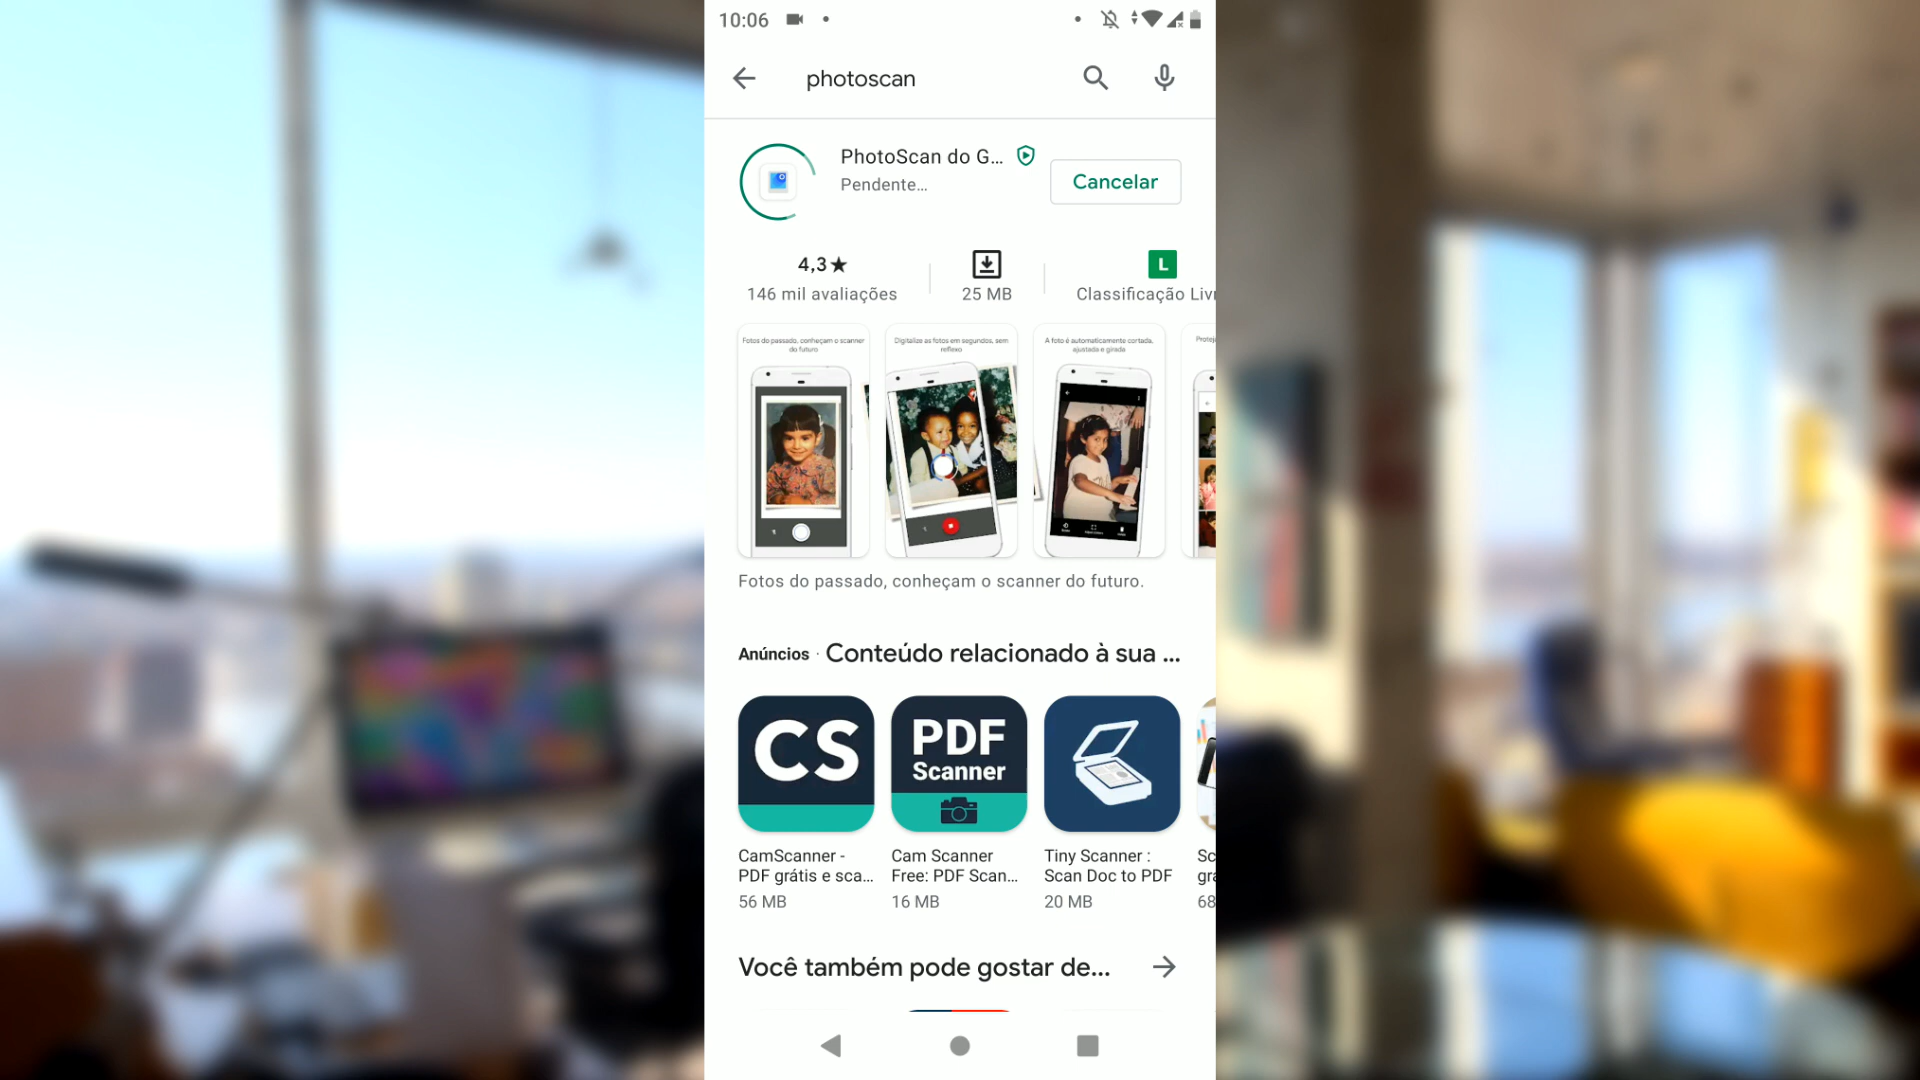 10:06
photoscan
PhotoScan do G...
Pendente...
Cancelar
4,3★
L
146 mil avaliações
25 MB
Classificação Liv
Fotos do passado, conheçam o scanner
do futuro
Digitalize as fotos em segundos, sem
reflexo
A foto é automaticamente cortada,
ajustada e girada
Fotos do passado, conheçam o scanner do futuro.
Anúncios · Conteúdo relacionado à sua ...
CS
PDF
Scanner
CamScanner -
PDF grátis e sca...
56 MB
Cam Scanner
Free: PDF Scan...
16 MB
Tiny Scanner :
Scan Doc to PDF
20 MB
Sc
gra
68
Você também pode gostar de...